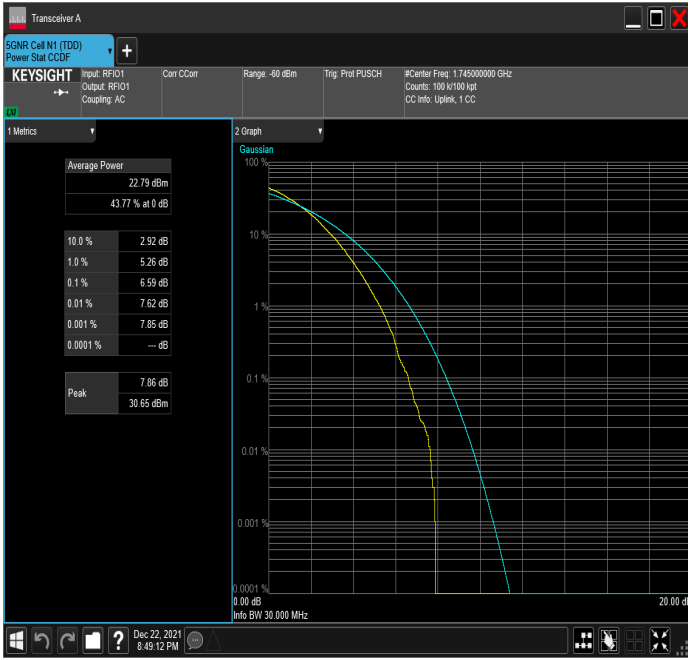 Transceiver A
5GNR Cell N1 (TDD)
Power Stat CCDF
KEYSIGHT
Input: RFIO1
Output: RFIO1
Coupling: AC
Corr CCorr
Range: -60 dBm
Trig: Prot PUSCH
#Center Freq: 1.745000000 GHz
Counts: 100 k/100 kpt
CC Info: Uplink, 1 CC
LXI
1 Metrics
Average Power
22.79 dBm
43.77 % at 0 dB
10.0 % 2.92 dB
1.0 % 5.26 dB
0.1 % 6.59 dB
0.01 % 7.62 dB
0.001 % 7.85 dB
0.0001 % --- dB
Peak
7.86 dB
30.65 dBm
2 Graph
Gaussian
100 %
10 %
1 %
0.1 %
0.01 %
0.001 %
0.0001 %
0.00 dB
20.00 dB
Info BW 30.000 MHz
?
Dec 22, 2021
8:49:12 PM